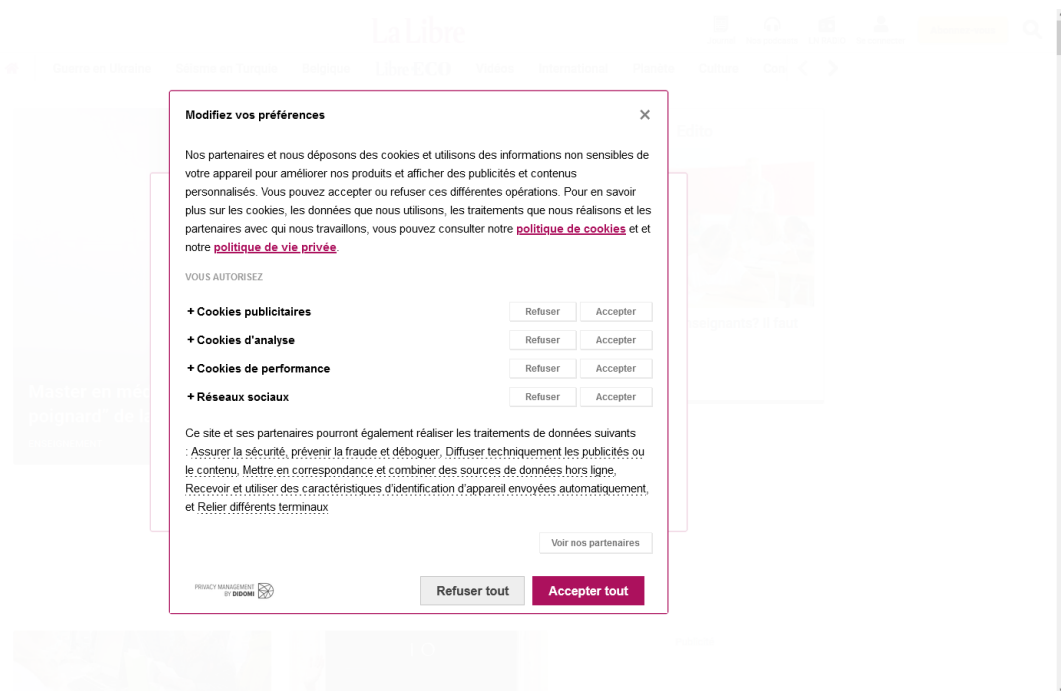 La Libre
Libre ECO
Modifiez vos préférences
Nos partenaires et nous déposons des cookies et utilisons des informations non sensibles de
votre appareil pour améliorer nos produits et afficher des publicités et contenus
personnalisés. Vous pouvez accepter ou refuser ces différentes opérations. Pour en savoir
plus sur les cookies, les données que nous utilisons, les traitements que nous réalisons et les
partenaires avec qui nous travaillons, vous pouvez consulter notre politique de cookies et et
notre politique de vie privée.
VOUS AUTORISEZ
+ Cookies publicitaires Refuser Accepter
+ Cookies d'analyse Refuser Accepter
+ Cookies de performance Refuser Accepter
+ Réseaux sociaux Refuser Accepter
Ce site et ses partenaires pourront également réaliser les traitements de données suivants
: Assurer la sécurité, prévenir la fraude et déboguer, Diffuser techniquement les publicités ou
le contenu, Mettre en correspondance et combiner des sources de données hors ligne,
Recevoir et utiliser des caractéristiques d'identification d'appareil envoyées automatiquement,
et Relier différents terminaux
Voir nos partenaires
PRIVACY MANAGEMENT
BY DIDOMI
Refuser tout Accepter tout